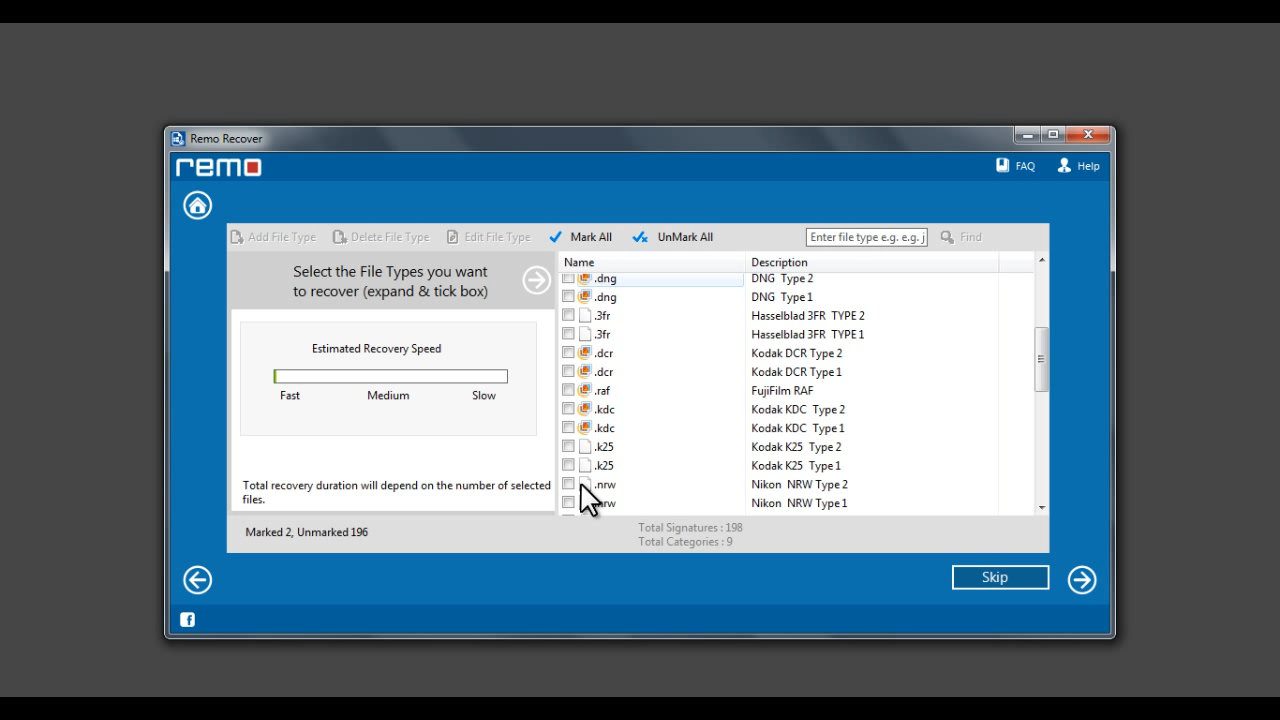 Remo Recover
remo
FAQ
Help
Add File Type
Delete File Type
Edit File Type
Mark All
UnMark All
Enter file type e.g. e.g. j
Find
Select the File Types you want
to recover (expand & tick box)
Estimated Recovery Speed
Fast Medium Slow
Total recovery duration will depend on the number of selected
files.
Name Description
.dng DNG Type 2
.dng DNG Type 1
.3fr Hasselblad 3FR TYPE 2
.3fr Hasselblad 3FR TYPE 1
.dcr Kodak DCR Type 2
.dcr Kodak DCR Type 1
.raf FujiFilm RAF
.kdc Kodak KDC Type 2
.kdc Kodak KDC Type 1
.k25 Kodak K25 Type 2
.k25 Kodak K25 Type 1
.nrw Nikon NRW Type 2
Nikon NRW Type 1
Marked 2, Unmarked 196
Total Signatures : 198
Total Categories : 9
Skip